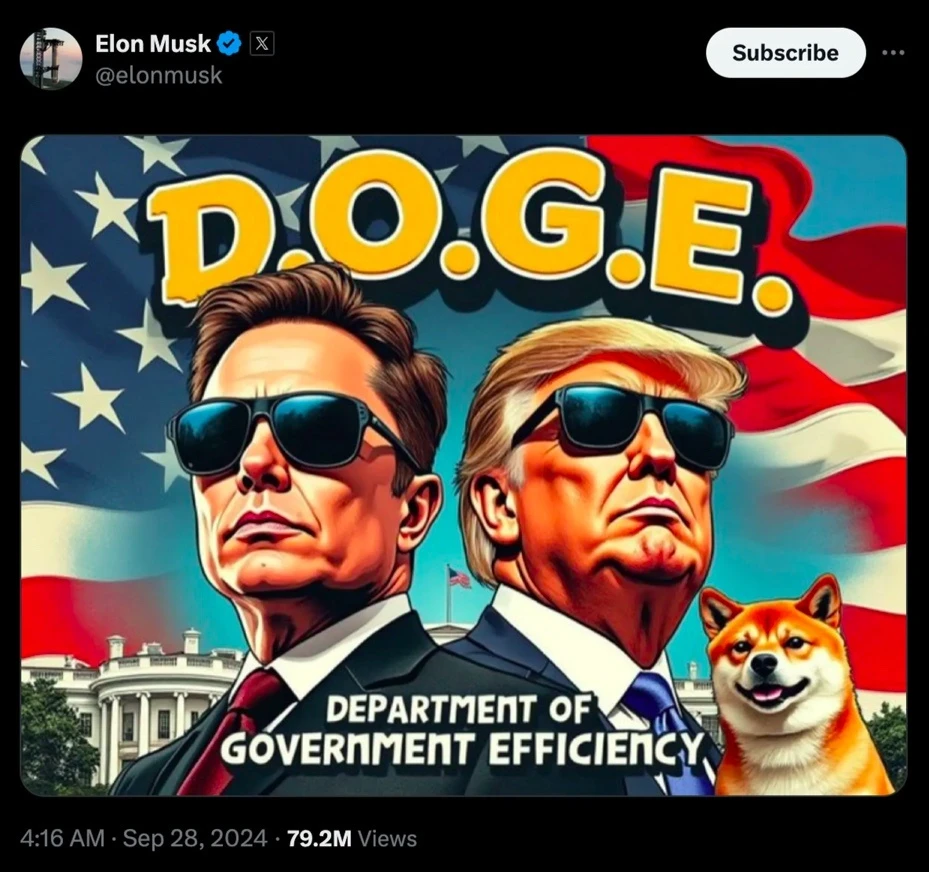 Elon Musk
@elonmusk
Subscribe
D.O.G.E.
DEPARTMENT OF
GOVERNMENT EFFICIENCY
4:16 AM · Sep 28, 2024 · 79.2M Views